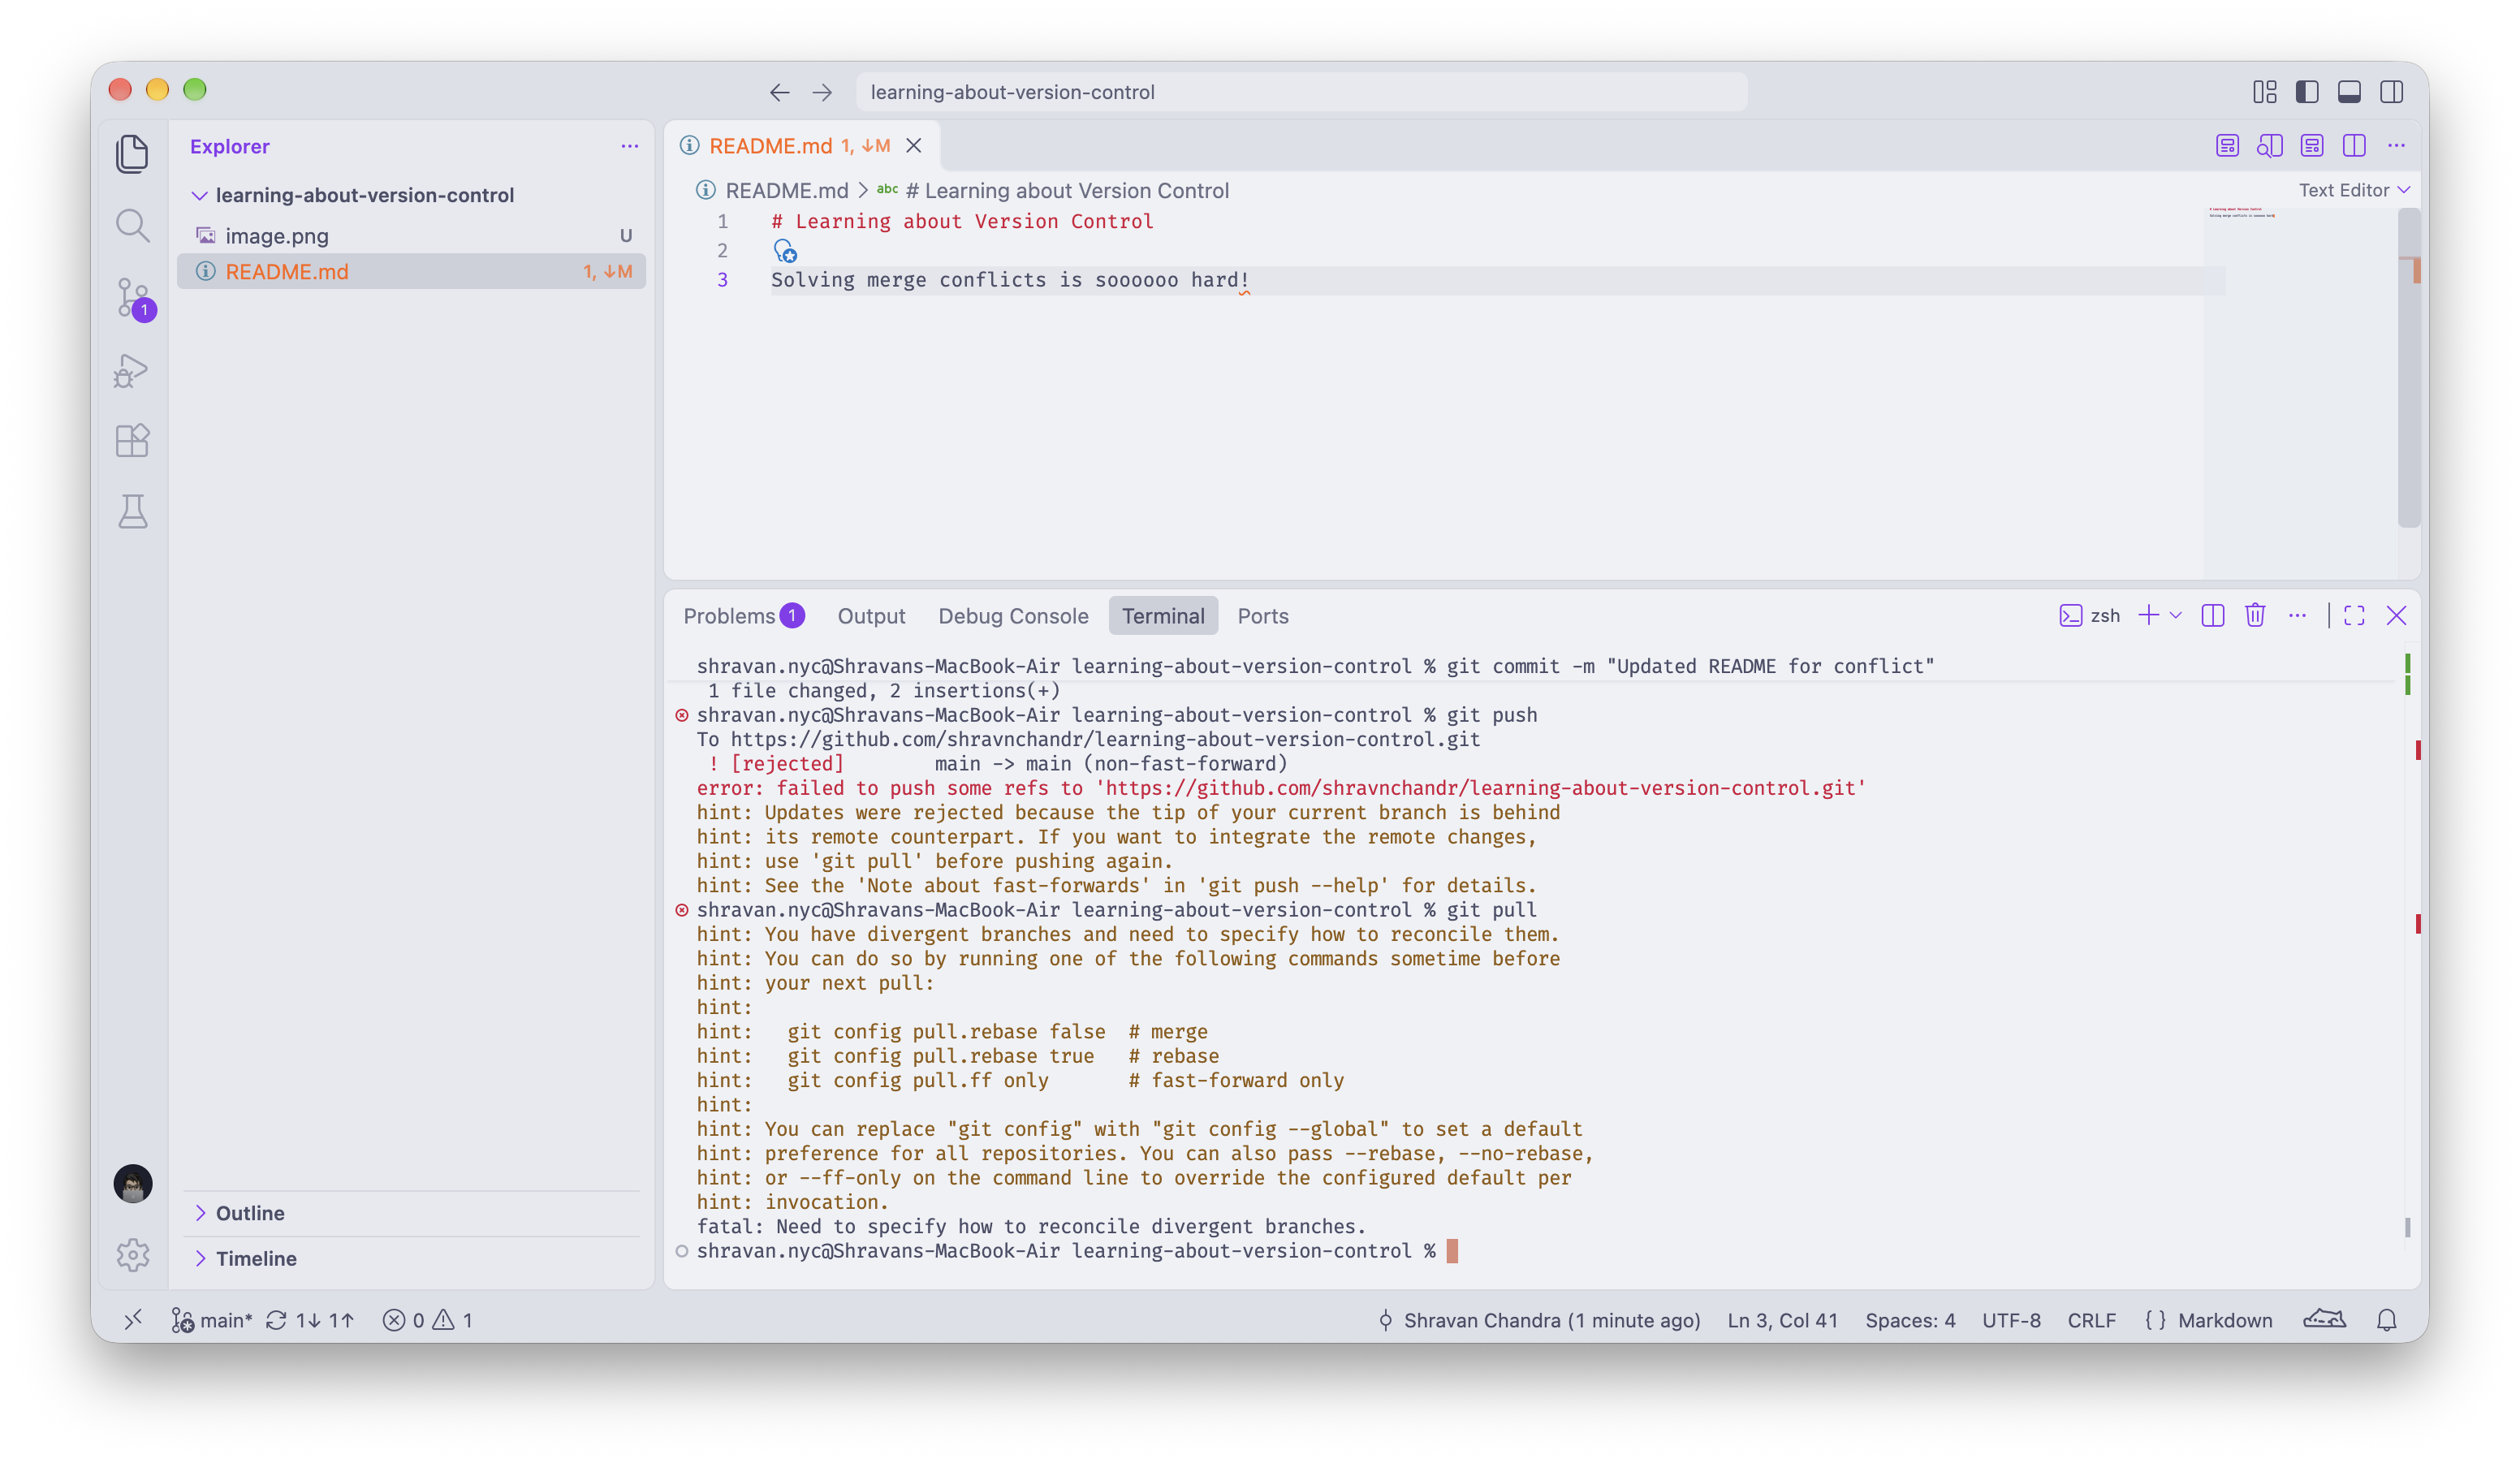 learning-about-version-control
Explorer
learning-about-version-control
image.png U
README.md 1, ↓M
1
README.md 1, ↓M
README.md > abc # Learning about Version Control
Text Editor
1 # Learning about Version Control
2
3 Solving merge conflicts is soooooo hard!
Problems 1 Output Debug Console Terminal Ports
zsh
shravan.nyc@Shravans-MacBook-Air learning-about-version-control % git commit -m "Updated README for conflict"
1 file changed, 2 insertions(+)
shravan.nyc@Shravans-MacBook-Air learning-about-version-control % git push
To https://github.com/shravnchandr/learning-about-version-control.git
! [rejected] main -> main (non-fast-forward)
error: failed to push some refs to 'https://github.com/shravnchandr/learning-about-version-control.git'
hint: Updates were rejected because the tip of your current branch is behind
hint: its remote counterpart. If you want to integrate the remote changes,
hint: use 'git pull' before pushing again.
hint: See the 'Note about fast-forwards' in 'git push --help' for details.
shravan.nyc@Shravans-MacBook-Air learning-about-version-control % git pull
hint: You have divergent branches and need to specify how to reconcile them.
hint: You can do so by running one of the following commands sometime before
hint: your next pull:
hint:
hint: git config pull.rebase false # merge
hint: git config pull.rebase true # rebase
hint: git config pull.ff only # fast-forward only
hint:
hint: You can replace "git config" with "git config --global" to set a default
hint: preference for all repositories. You can also pass --rebase, --no-rebase,
hint: or --ff-only on the command line to override the configured default per
hint: invocation.
fatal: Need to specify how to reconcile divergent branches.
shravan.nyc@Shravans-MacBook-Air learning-about-version-control %
Outline
Timeline
main* 1↓ 1↑ 0 1 Shravan Chandra (1 minute ago) Ln 3, Col 41 Spaces: 4 UTF-8 CRLF { } Markdown